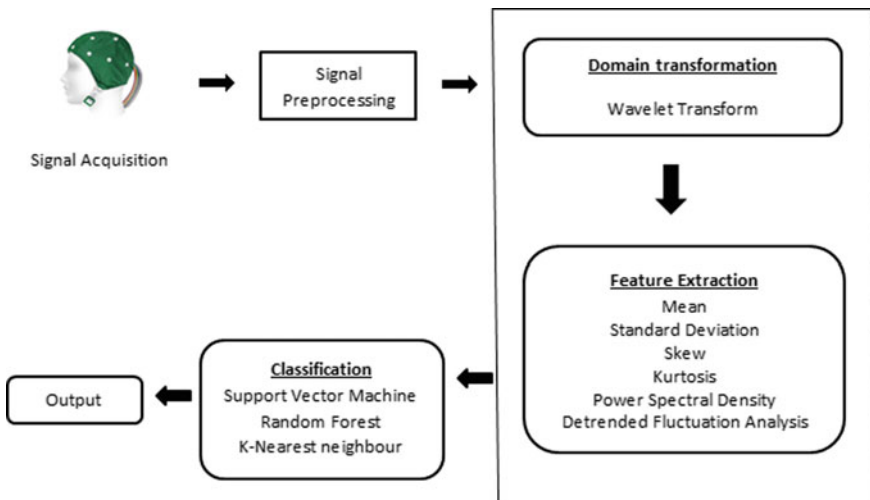 Signal Acquisition
Signal
Preprocessing
Domain transformation
Wavelet Transform
Feature Extraction
Mean
Standard Deviation
Skew
Kurtosis
Power Spectral Density
Detrended Fluctuation Analysis
Classification
Support Vector Machine
Random Forest
K-Nearest neighbour
Output